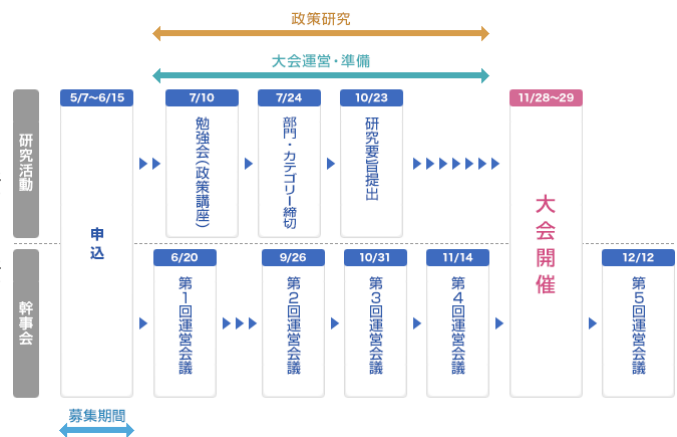 政策研究
大会運営・準備
研究活動
5/7〜6/15
申込
7/10
勉強会(政策講座)
7/24
部門・カテゴリー締切
10/23
研究要旨提出
11/28〜29
大会開催
幹事会
6/20
第1回運営会議
9/26
第2回運営会議
10/31
第3回運営会議
11/14
第4回運営会議
12/12
第5回運営会議
募集期間